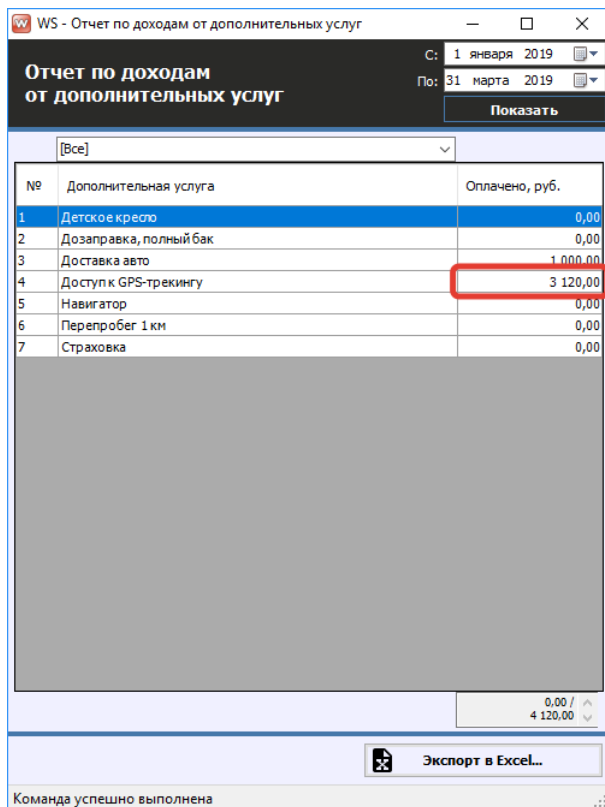 WS - Отчет по доходам от дополнительных услуг
Отчет по доходам
от дополнительных услуг
С: 1 января 2019
По: 31 марта 2019
Показать
[Все]
№ Дополнительная услуга Оплачено, руб.
1 Детское кресло 0,00
2 Дозаправка, полный бак 0,00
3 Доставка авто 1 000,00
4 Доступ к GPS-трекингу 3 120,00
5 Навигатор 0,00
6 Перепробег 1 км 0,00
7 Страховка 0,00
0,00 /
4 120,00
Экспорт в Excel...
Команда успешно выполнена